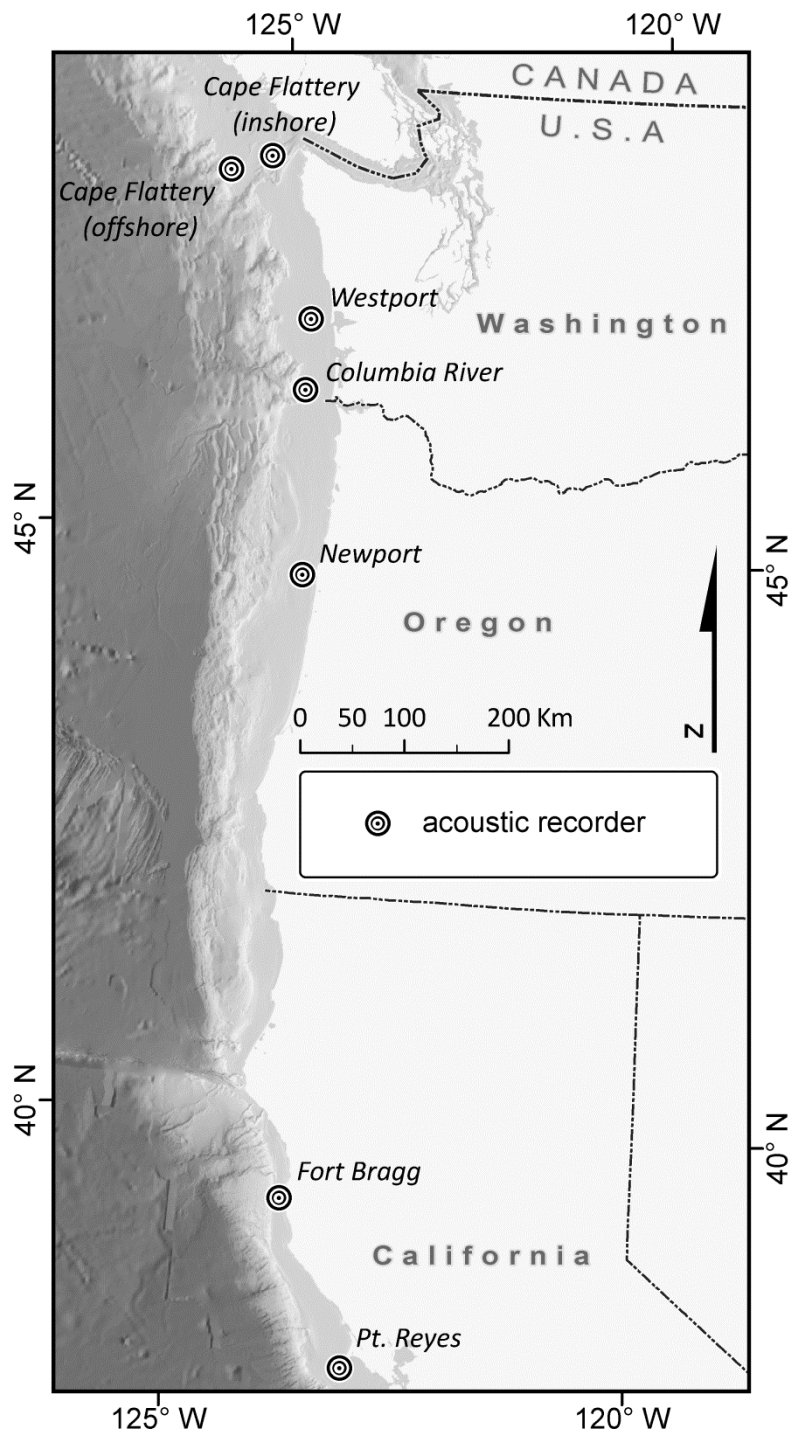 125° W
120° W
CANADA
U.S.A
Cape Flattery
(inshore)
Cape Flattery
(offshore)
Westport
Washington
Columbia River
45° N
Newport
45° N
Oregon
0 50 100 200 Km
N
acoustic recorder
40° N
40° N
Fort Bragg
California
Pt. Reyes
125° W
120° W